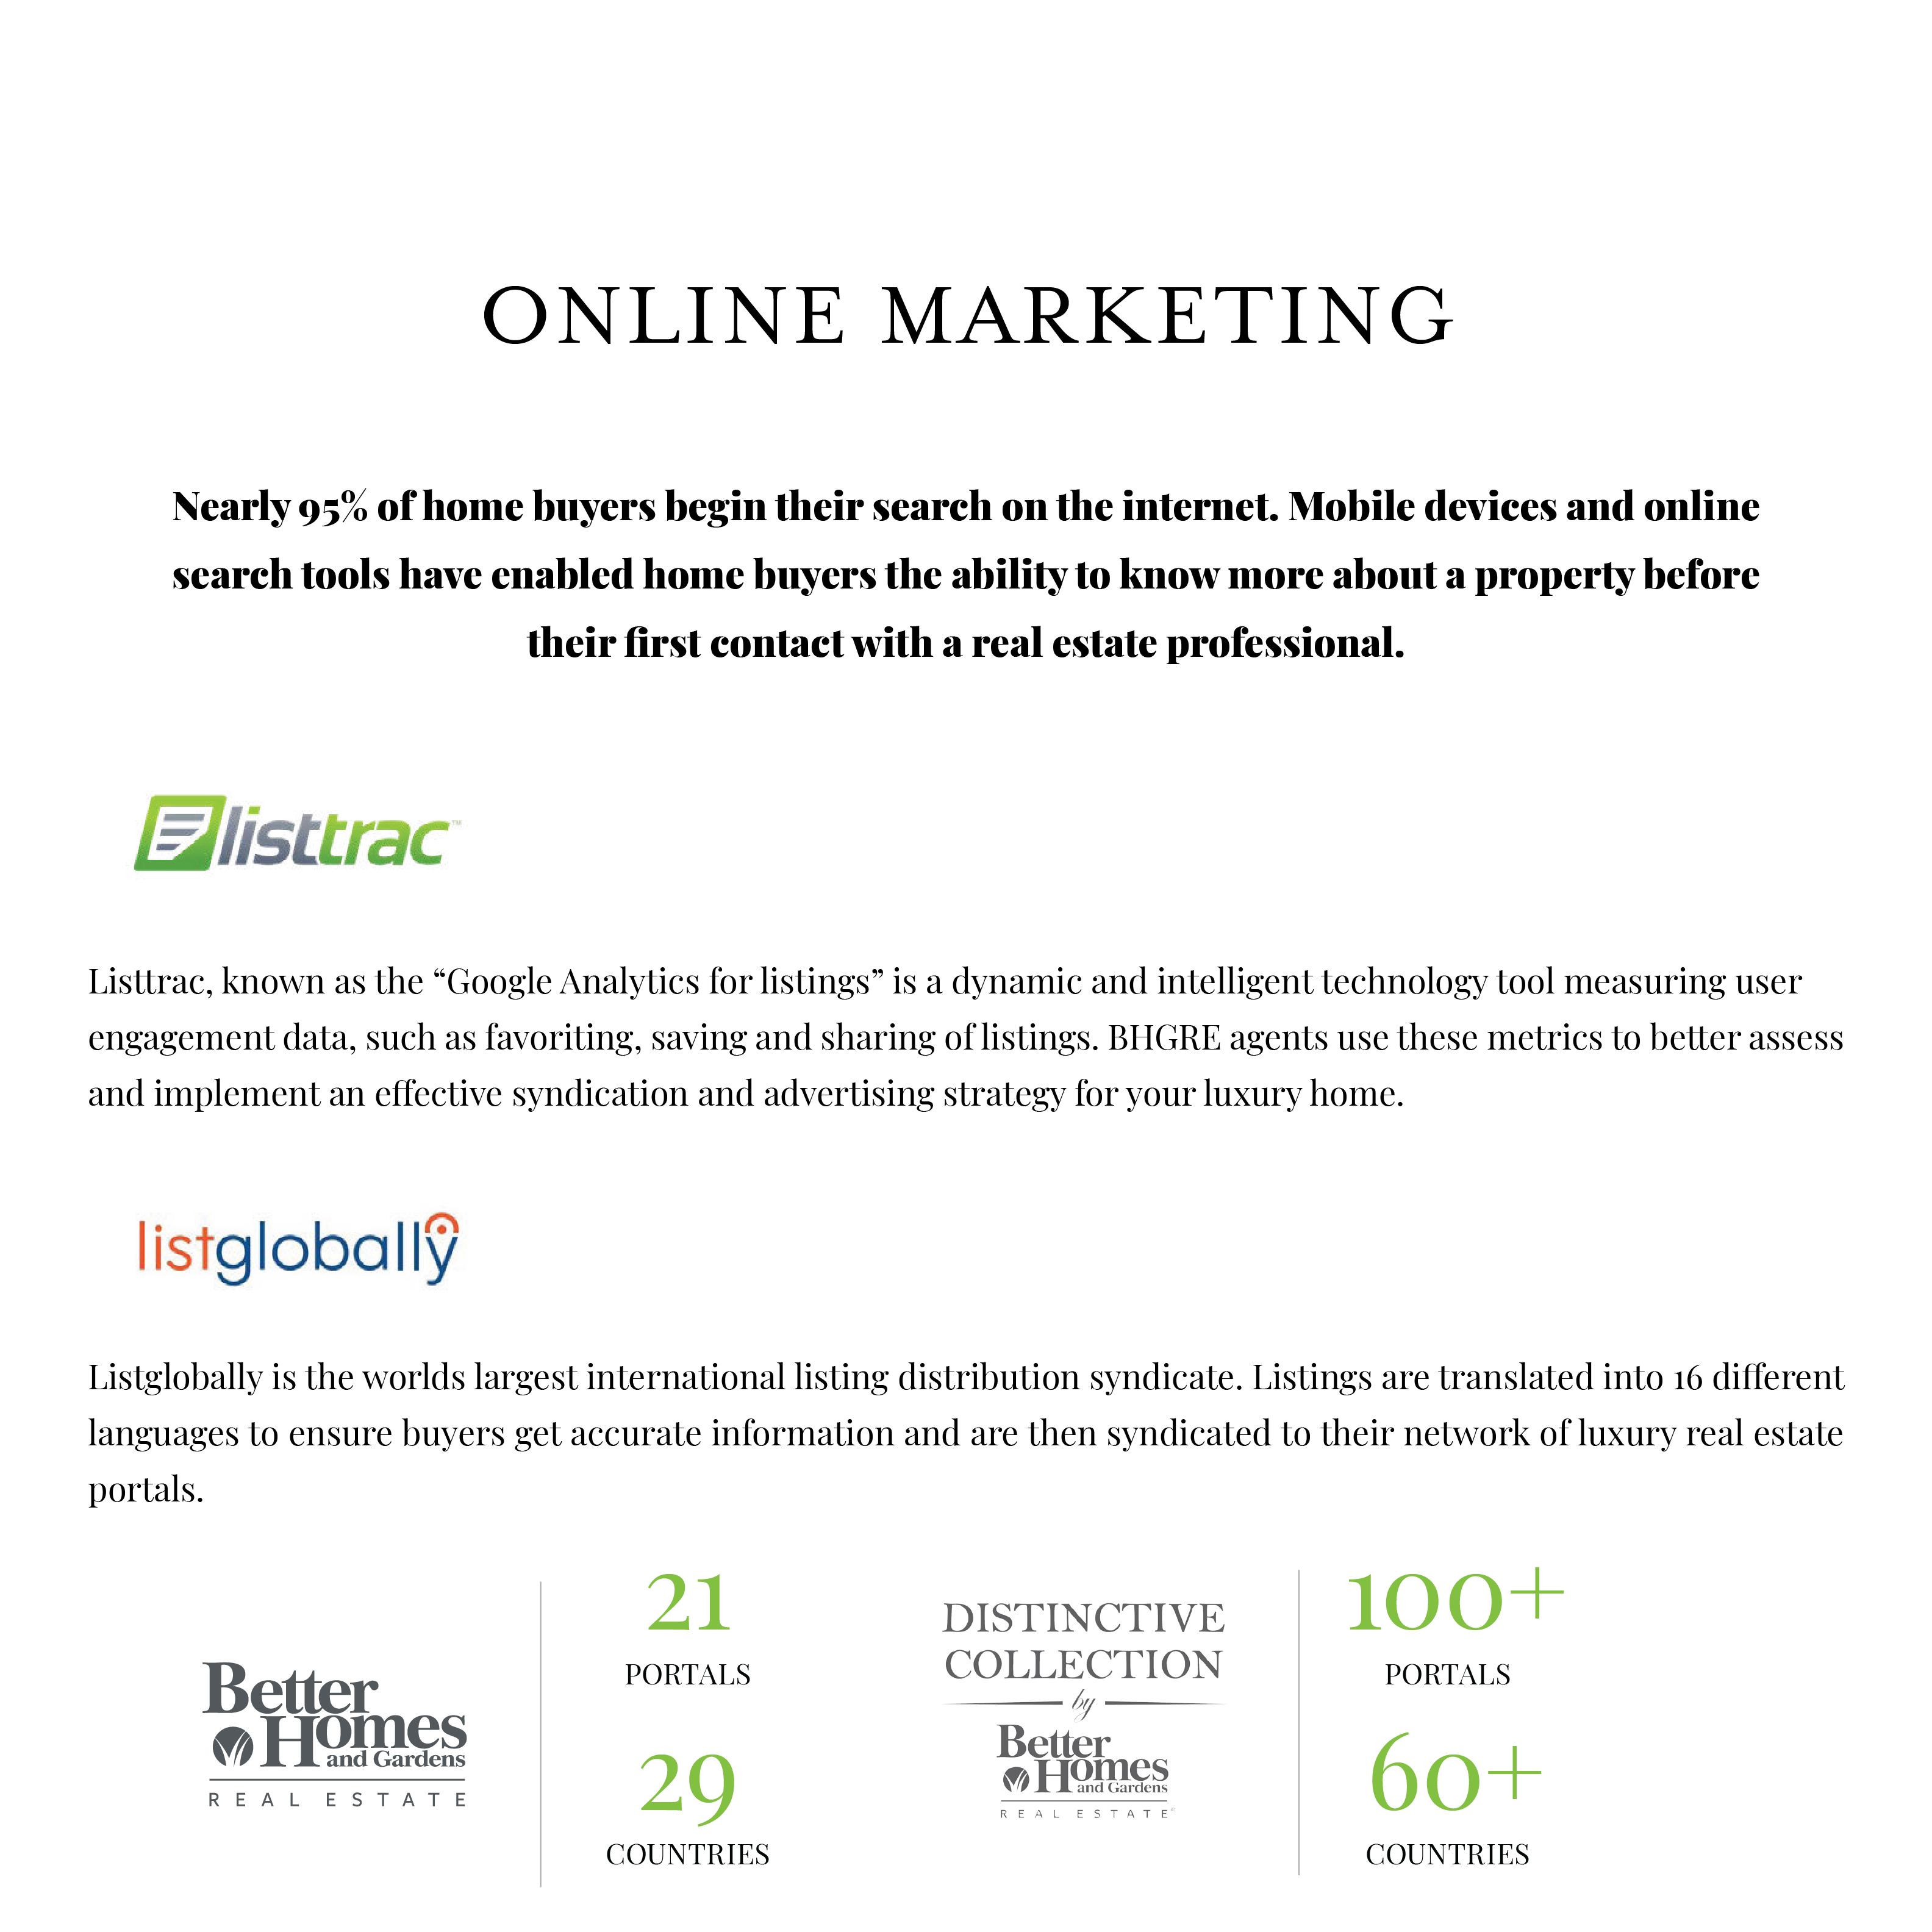 ONLINE MARKETING
Nearly 95% of home buyers begin their search on the internet. Mobile devices and online
search tools have enabled home buyers the ability to know more about a property before
their first contact with a real estate professional.
listtrac™
Listtrac, known as the “Google Analytics for listings” is a dynamic and intelligent technology tool measuring user
engagement data, such as favoriting, saving and sharing of listings. BHGRE agents use these metrics to better assess
and implement an effective syndication and advertising strategy for your luxury home.
listglobally
Listglobally is the worlds largest international listing distribution syndicate. Listings are translated into 16 different
languages to ensure buyers get accurate information and are then syndicated to their network of luxury real estate
portals.
Better
Homes
and Gardens
REAL ESTATE
21
PORTALS
29
COUNTRIES
DISTINCTIVE
COLLECTION
by
Better
Homes
and Gardens
REAL ESTATE®
100+
PORTALS
60+
COUNTRIES